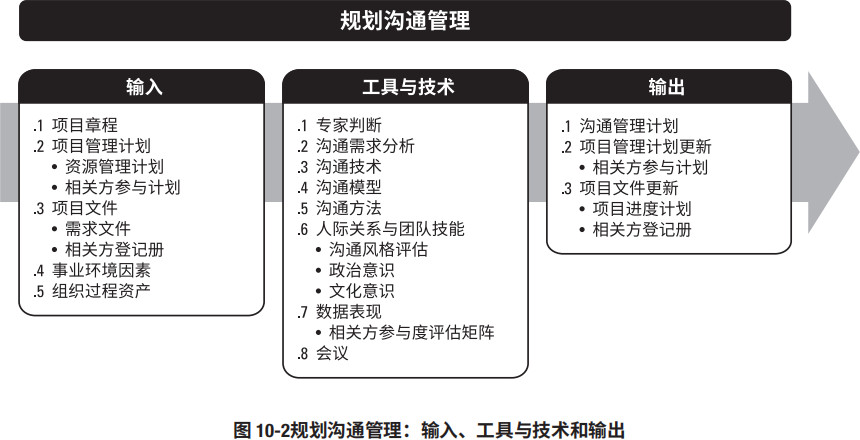 规划沟通管理
输入
.1 项目章程
.2 项目管理计划
• 资源管理计划
• 相关方参与计划
.3 项目文件
• 需求文件
• 相关方登记册
.4 事业环境因素
.5 组织过程资产
工具与技术
.1 专家判断
.2 沟通需求分析
.3 沟通技术
.4 沟通模型
.5 沟通方法
.6 人际关系与团队技能
• 沟通风格评估
• 政治意识
• 文化意识
.7 数据表现
• 相关方参与度评估矩阵
.8 会议
输出
.1 沟通管理计划
.2 项目管理计划更新
• 相关方参与计划
.3 项目文件更新
• 项目进度计划
• 相关方登记册
图 10-2规划沟通管理：输入、工具与技术和输出